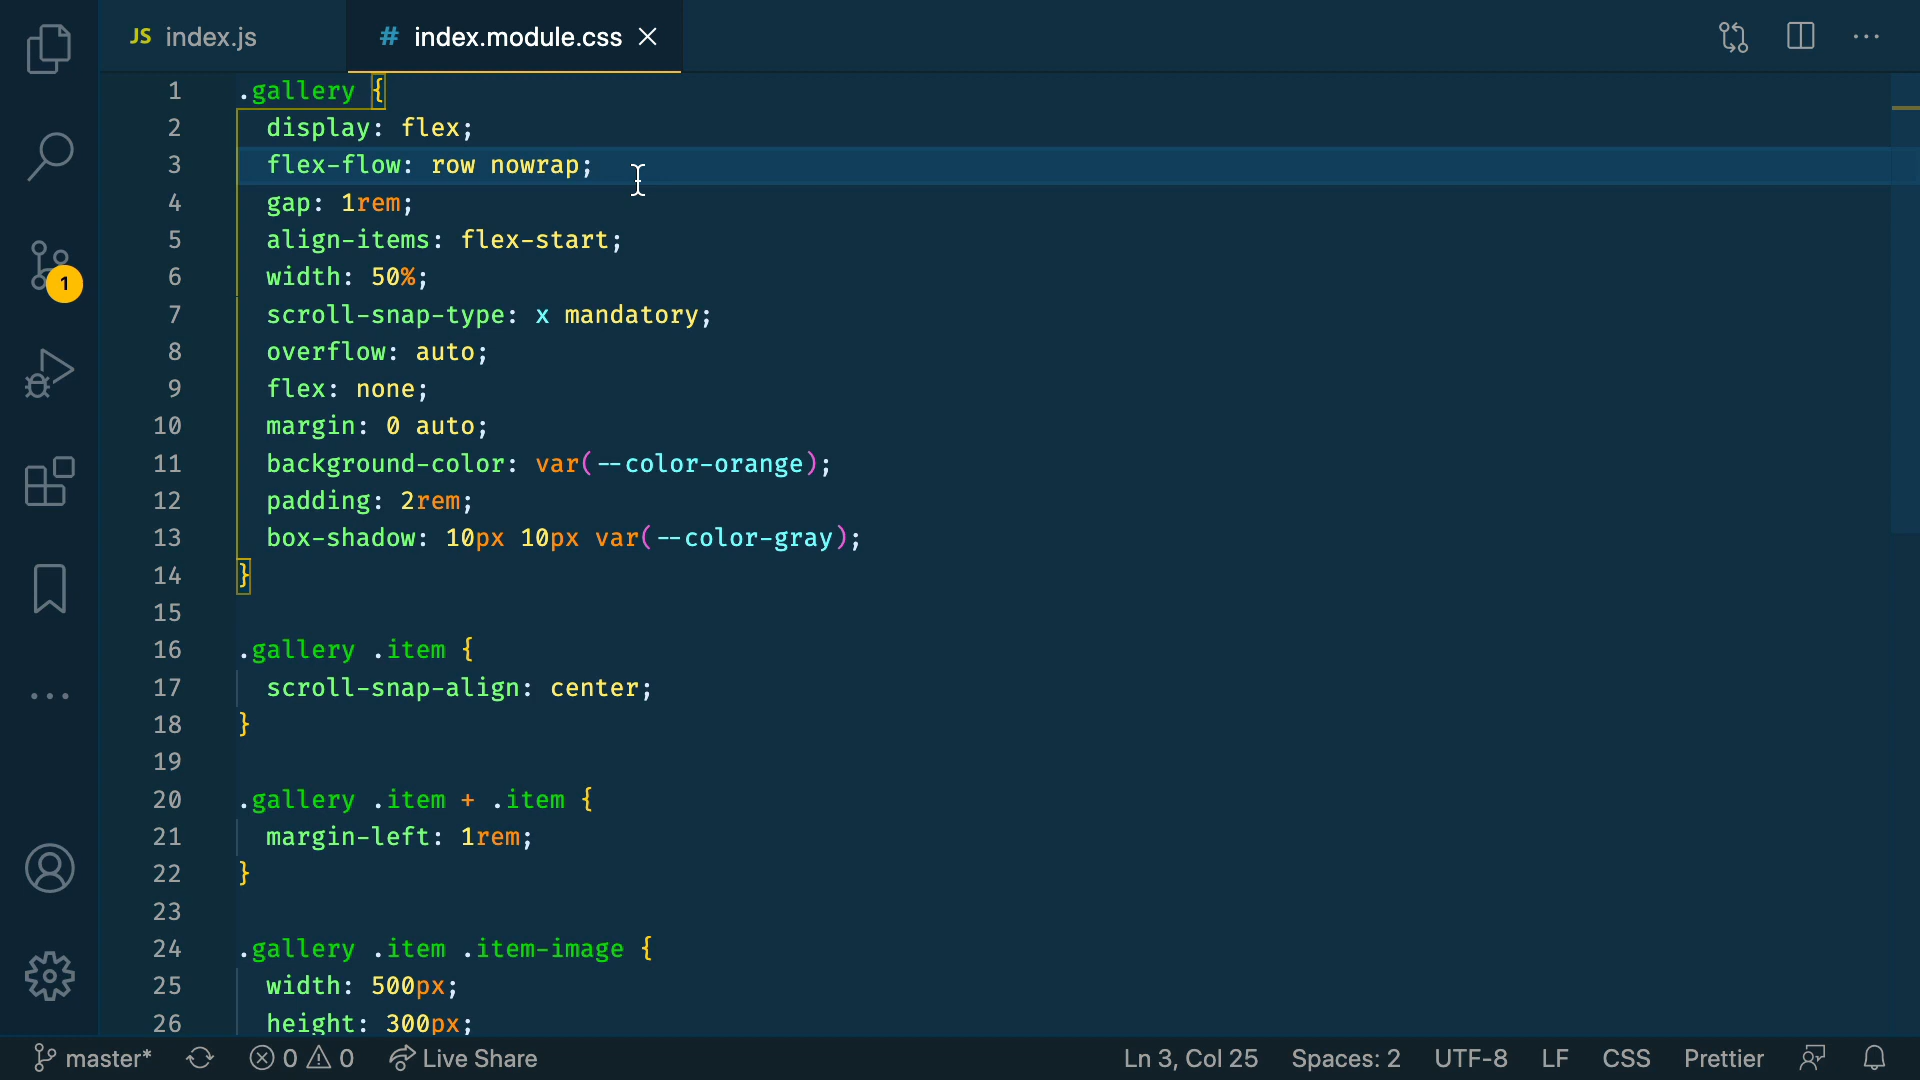 JS index.js
# index.module.css
1 .gallery {
2 display: flex;
3 flex-flow: row nowrap;
4 gap: 1rem;
5 align-items: flex-start;
6 width: 50%;
7 scroll-snap-type: x mandatory;
8 overflow: auto;
9 flex: none;
10 margin: 0 auto;
11 background-color: var(--color-orange);
12 padding: 2rem;
13 box-shadow: 10px 10px var(--color-gray);
14 }
15
16 .gallery .item {
17 scroll-snap-align: center;
18 }
19
20 .gallery .item + .item {
21 margin-left: 1rem;
22 }
23
24 .gallery .item .item-image {
25 width: 500px;
26 height: 300px;
1
master* 0 0 Live Share Ln 3, Col 25 Spaces: 2 UTF-8 LF CSS Prettier